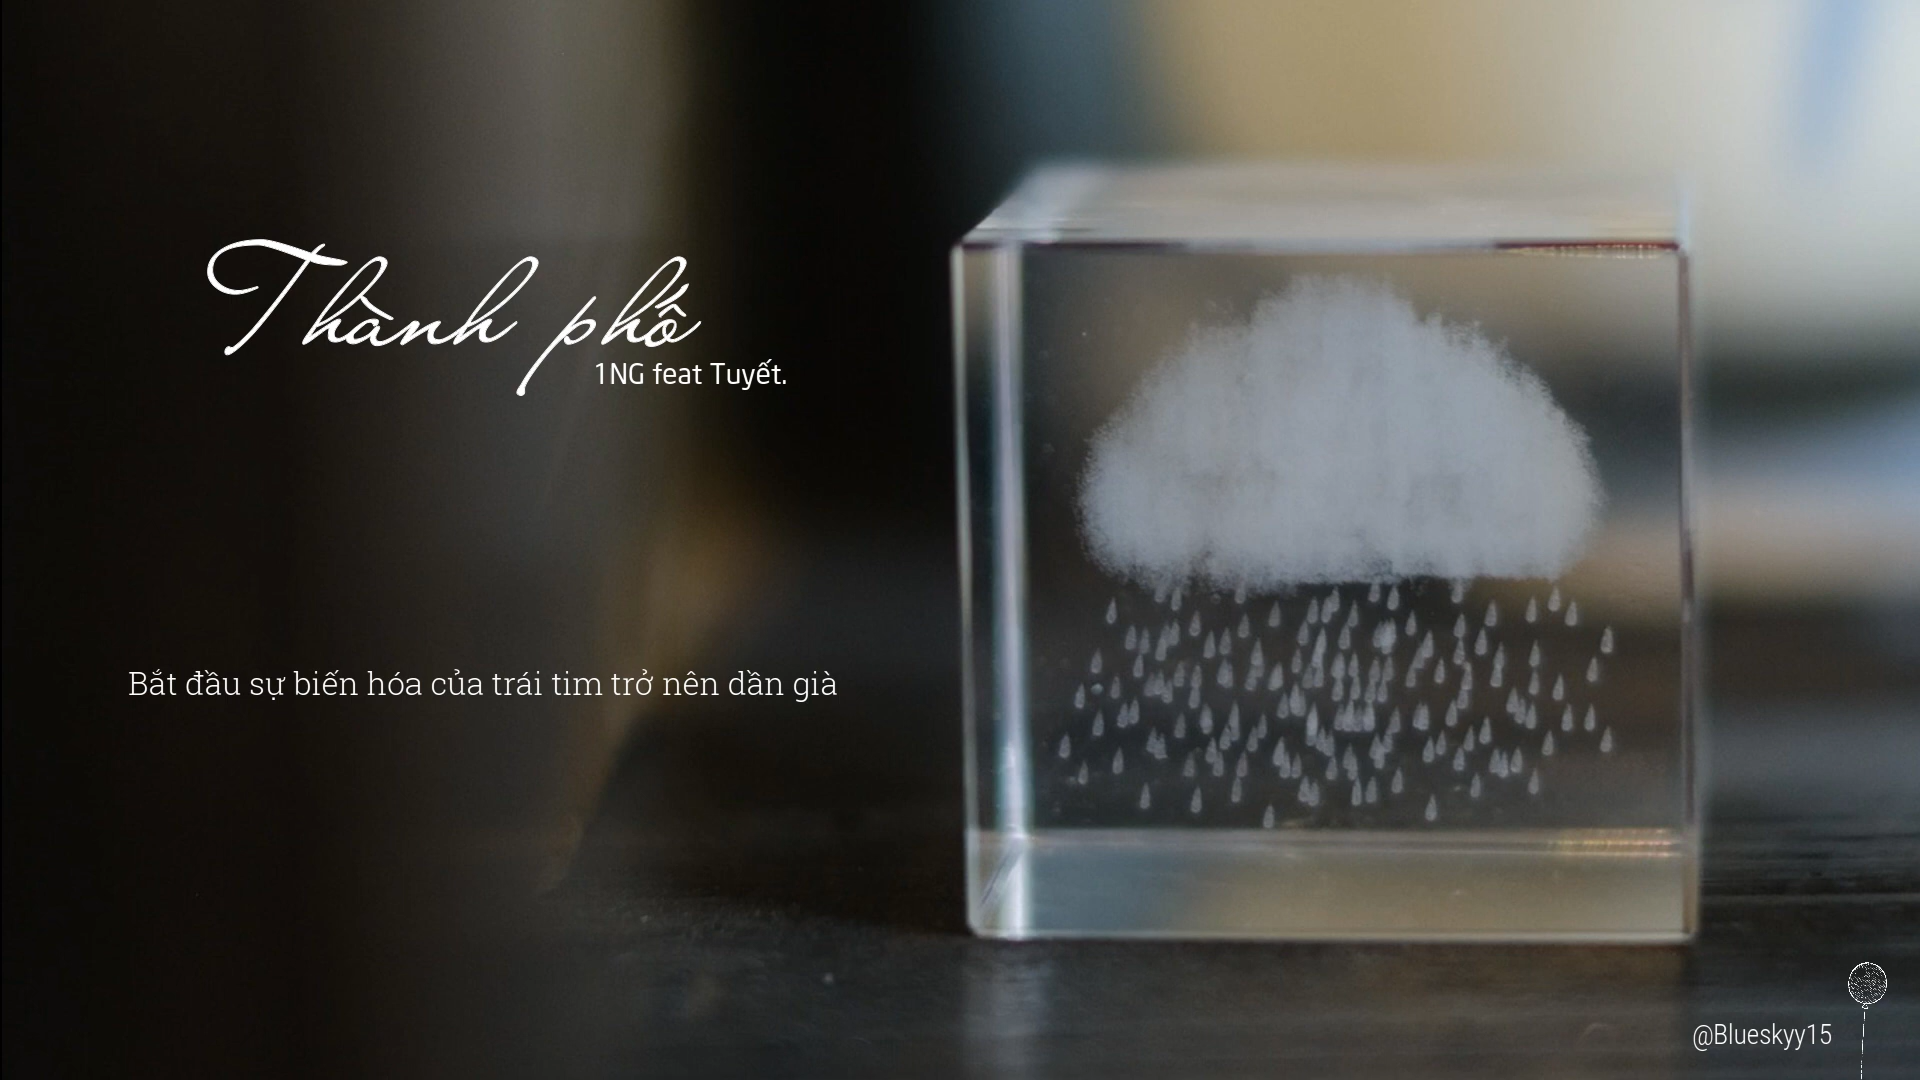 Thành phố
1NG feat Tuyết.
Bắt đầu sự biến hóa của trái tim trở nên dần già
@Blueskyy15